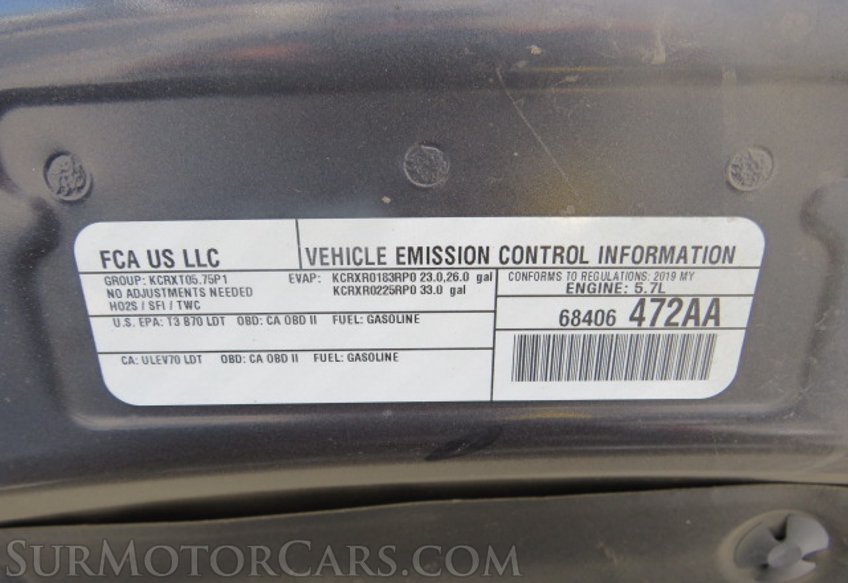 FCA US LLC
VEHICLE EMISSION CONTROL INFORMATION
GROUP: KCRXT05.75P1
NO ADJUSTMENTS NEEDED
HO2S / SFI / TWC
EVAP: KCRXR0183RP0 23.0,26.0 gal
KCRXR0225RP0 33.0 gal
CONFORMS TO REGULATIONS: 2019 MY
ENGINE: 5.7L
U.S. EPA: T3 B70 LDT OBD: CA OBD II FUEL: GASOLINE
68406 472AA
CA: ULEV70 LDT OBD: CA OBD II FUEL: GASOLINE
SURMOTORCARS.COM